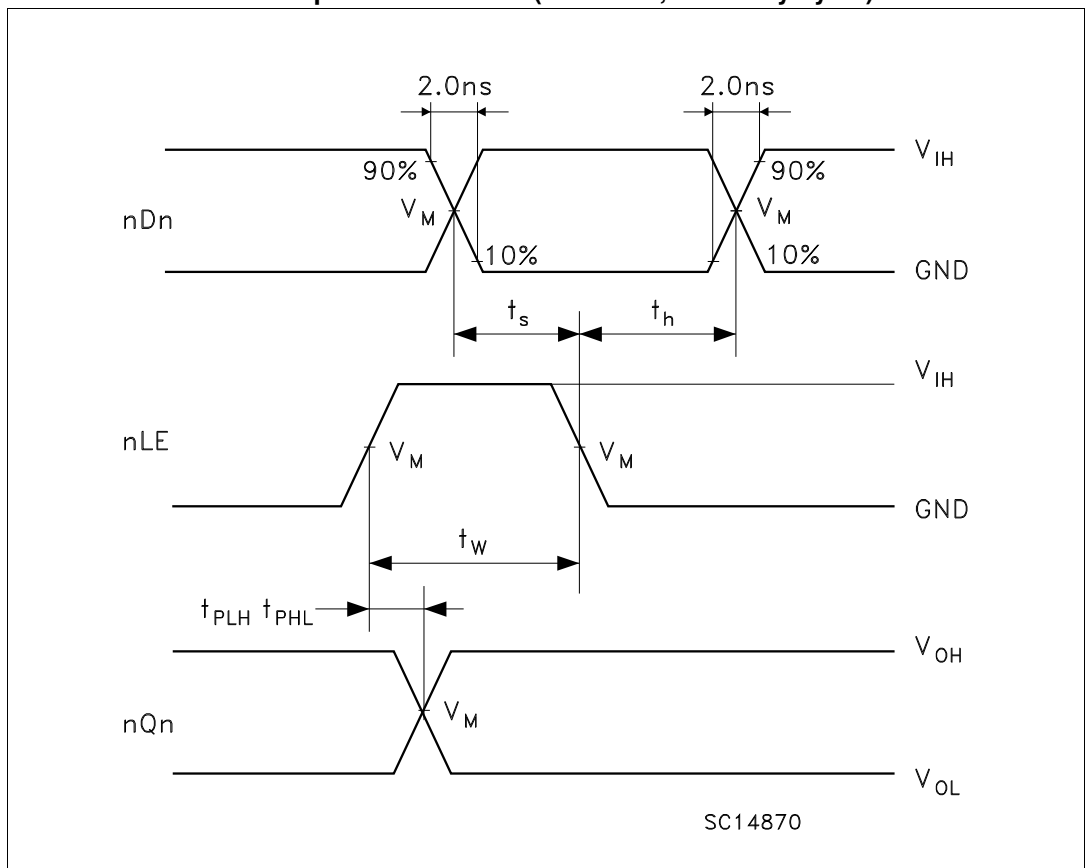 2.0ns 2.0ns
V_IH
90% 90%
nDn V_M V_M
10% 10%
GND
t_s t_h
V_IH
nLE V_M V_M
GND
t_W
t_PLH t_PHL
V_OH
nQn V_M
V_OL
SC14870